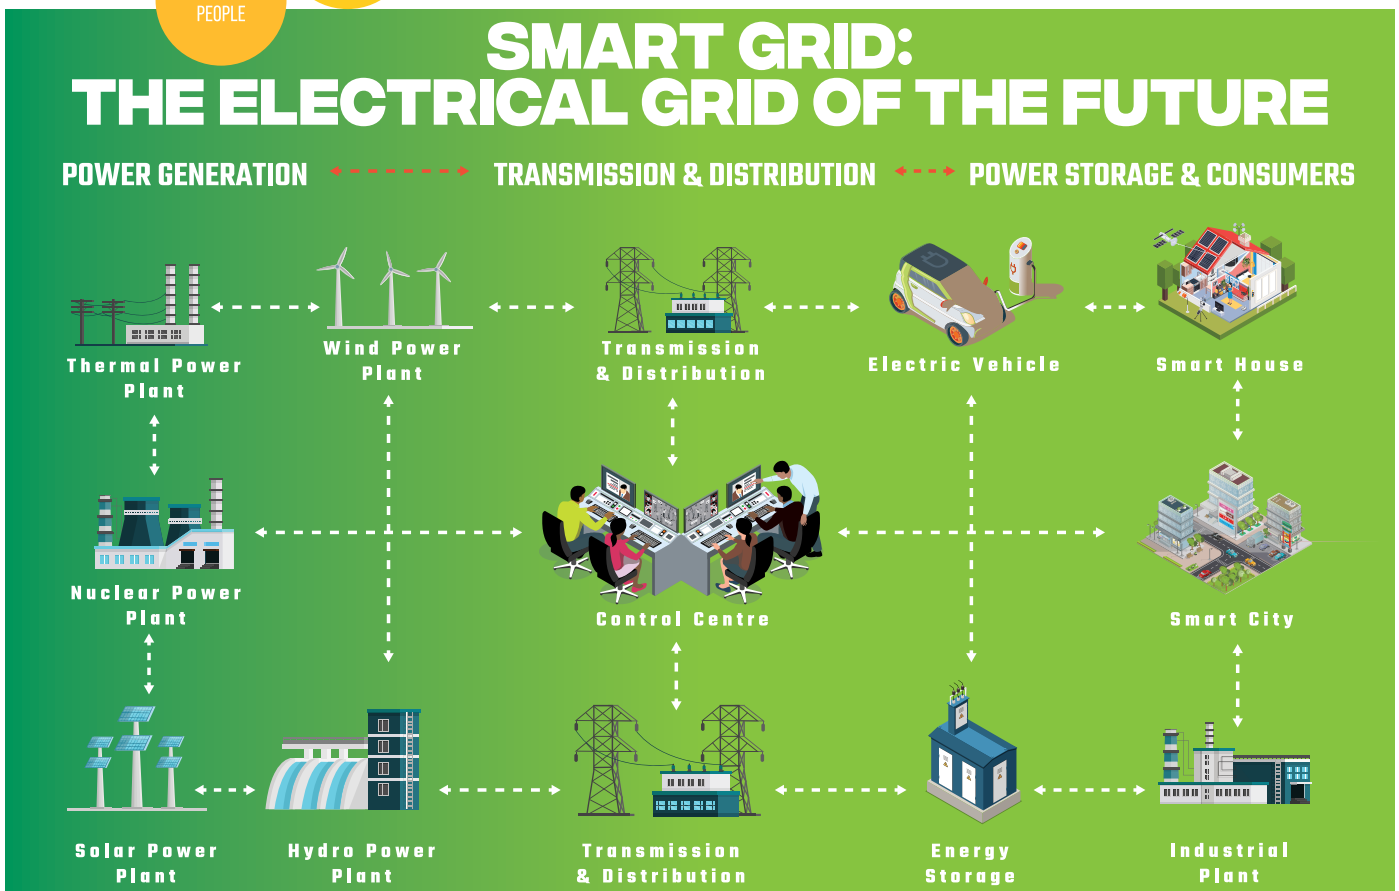 PEOPLE
SMART GRID:
THE ELECTRICAL GRID OF THE FUTURE
POWER GENERATION
TRANSMISSION & DISTRIBUTION
POWER STORAGE & CONSUMERS
Thermal Power
Plant
Wind Power
Plant
Transmission
& Distribution
Electric Vehicle
Smart House
Nuclear Power
Plant
Control Centre
Smart City
Solar Power
Plant
Hydro Power
Plant
Transmission
& Distribution
Energy
Storage
Industrial
Plant